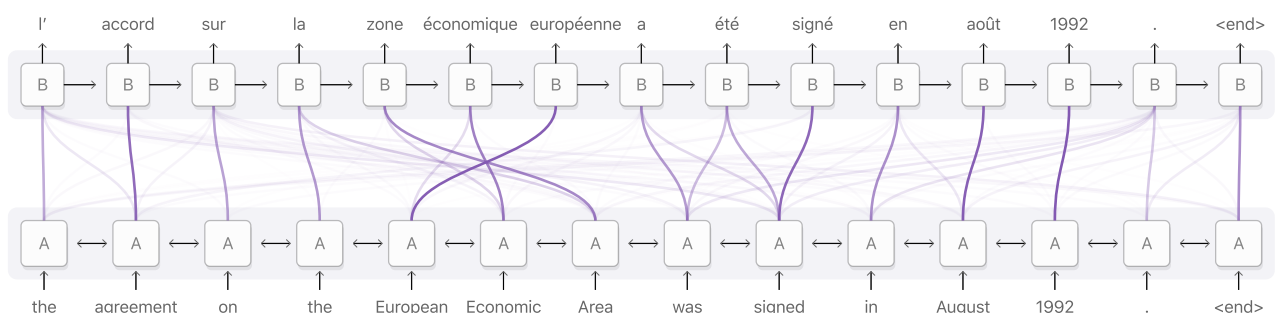 l' accord sur la zone économique européenne a été signé en août 1992 . <end>
B B B B B B B B B B B B B B B
A A A A A A A A A A A A A A
the agreement on the European Economic Area was signed in August 1992 . <end>